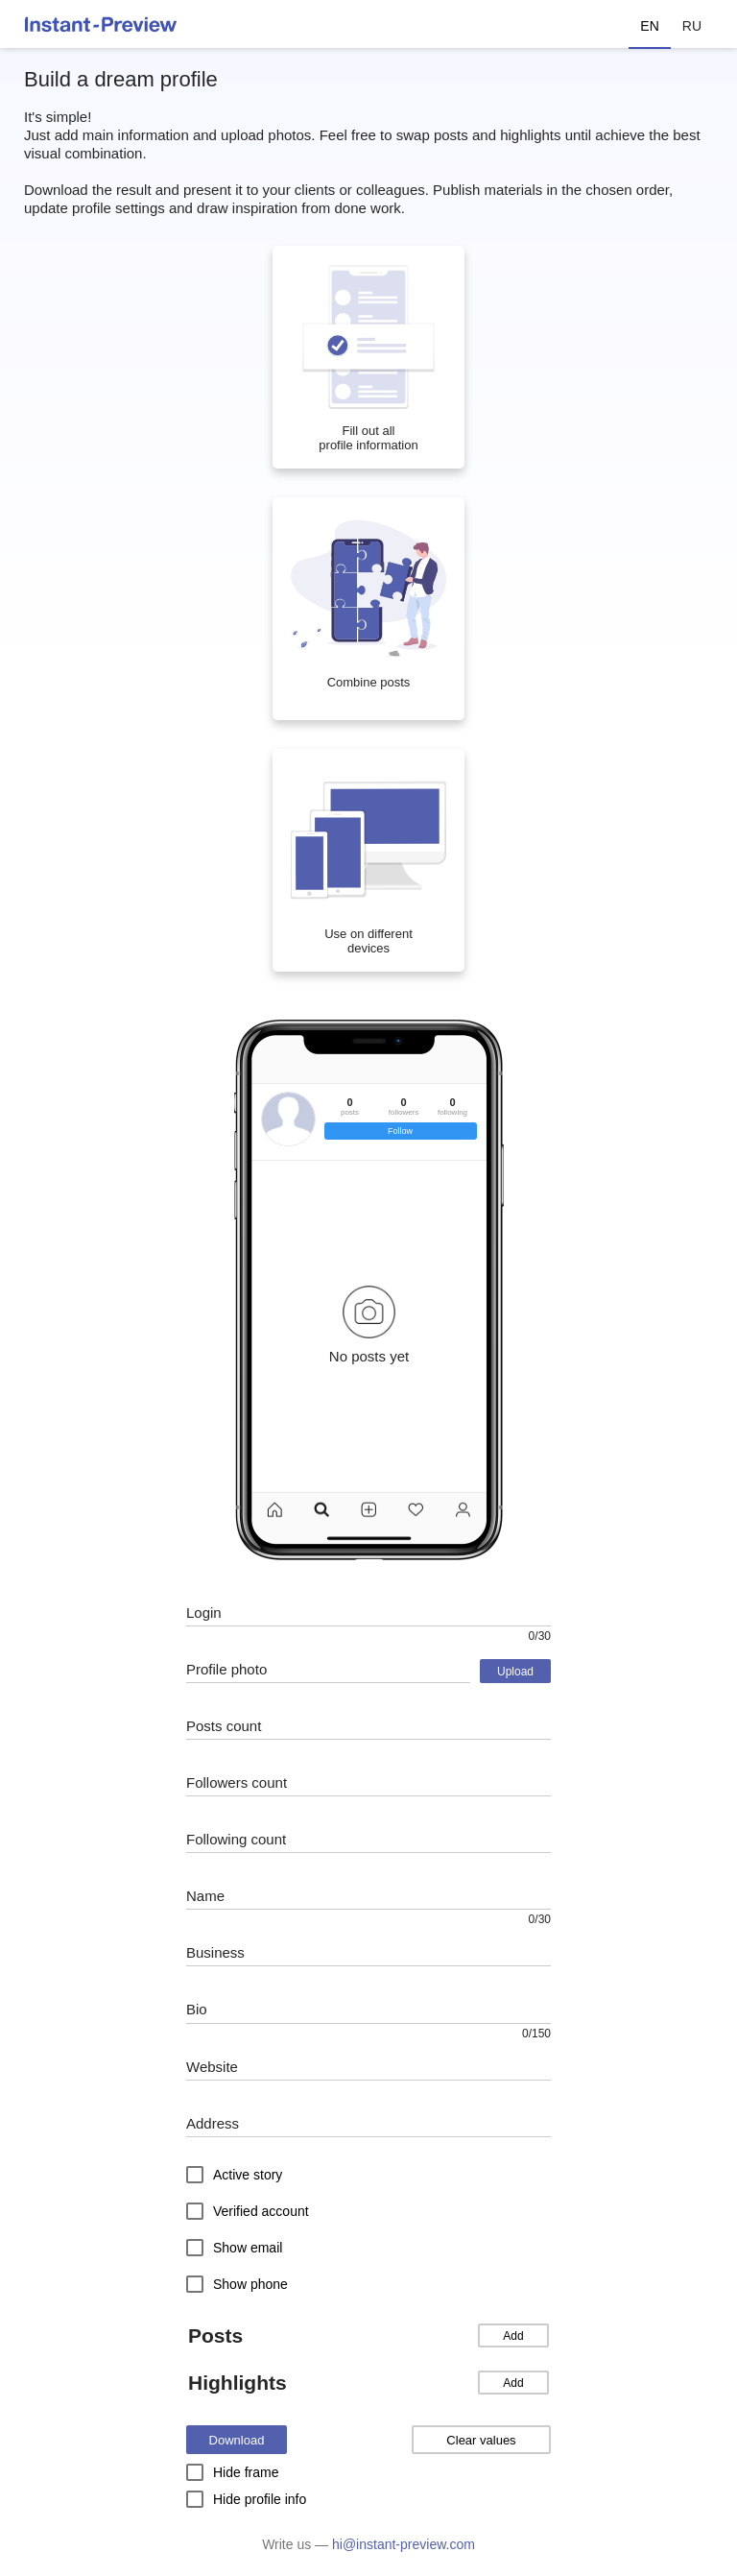 Instant-Preview
EN RU
Build a dream profile
It's simple!
Just add main information and upload photos. Feel free to swap posts and highlights until achieve the best
visual combination.
Download the result and present it to your clients or colleagues. Publish materials in the chosen order,
update profile settings and draw inspiration from done work.
Fill out all
profile information
Combine posts
Use on different
devices
0 0 0
posts followers following
Follow
No posts yet
Login
0/30
Profile photo Upload
Posts count
Followers count
Following count
Name
0/30
Business
Bio
0/150
Website
Address
Active story
Verified account
Show email
Show phone
Posts Add
Highlights Add
Download Clear values
Hide frame
Hide profile info
Write us — hi@instant-preview.com